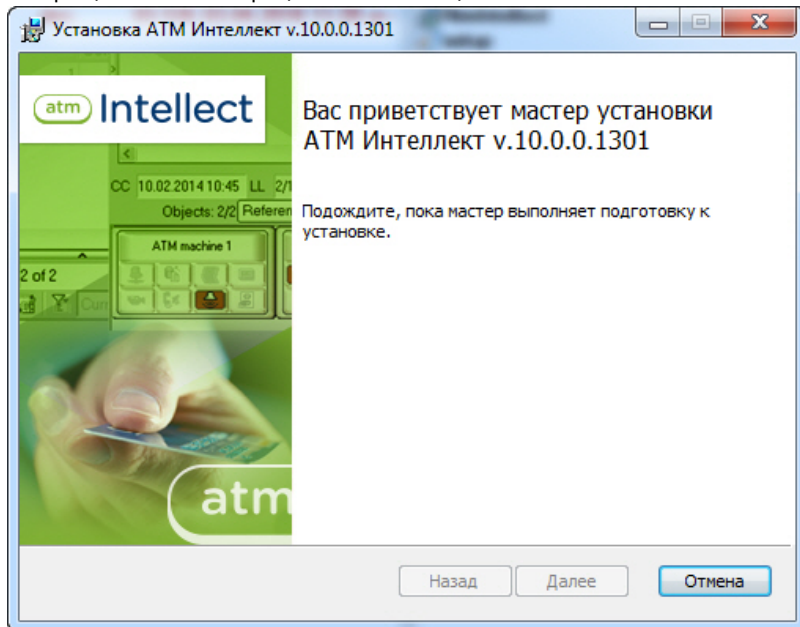 Установка АТМ Интеллект v.10.0.0.1301
atm Intellect
Вас приветствует мастер установки
АТМ Интеллект v.10.0.0.1301
CC 10.02.2014 10:45 LL
Objects: 2/2
Подождите, пока мастер выполняет подготовку к
установке.
ATM machine 1
2 of 2
atm
Назад
Далее
Отмена